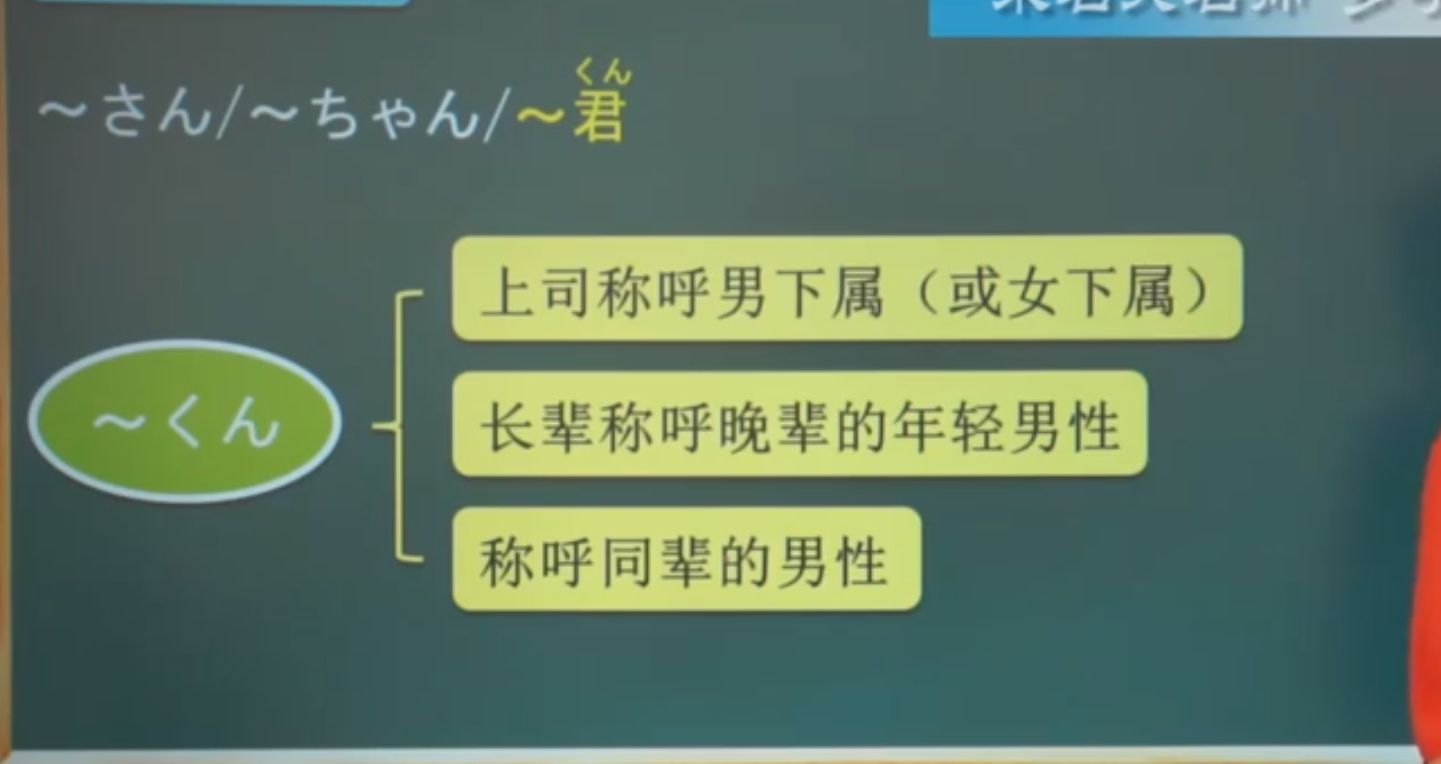 くん
～さん/～ちゃん/～君
上司称呼男下属（或女下属）
～くん
长辈称呼晚辈的年轻男性
称呼同辈的男性